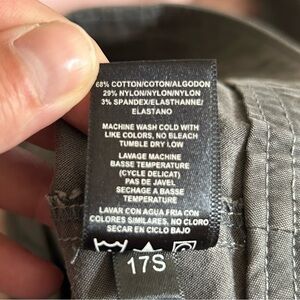 68% COTTON/COTON/ALGODON
29% NYLON/NYLON/NYLON
3% SPANDEX/ELASTHANNE/
ELASTANO
MACHINE WASH COLD WITH
LIKE COLORS, NO BLEACH
TUMBLE DRY LOW
LAVAGE MACHINE
BASSE TEMPERATURE
(CYCLE DELICAT)
PAS DE JAVEL
SECHAGE A BASSE
TEMPERATURE
LAVAR CON AGUA FRIA CON
COLORES SIMILARES, NO CLORO
SECAR EN CICLO BAJO
17S